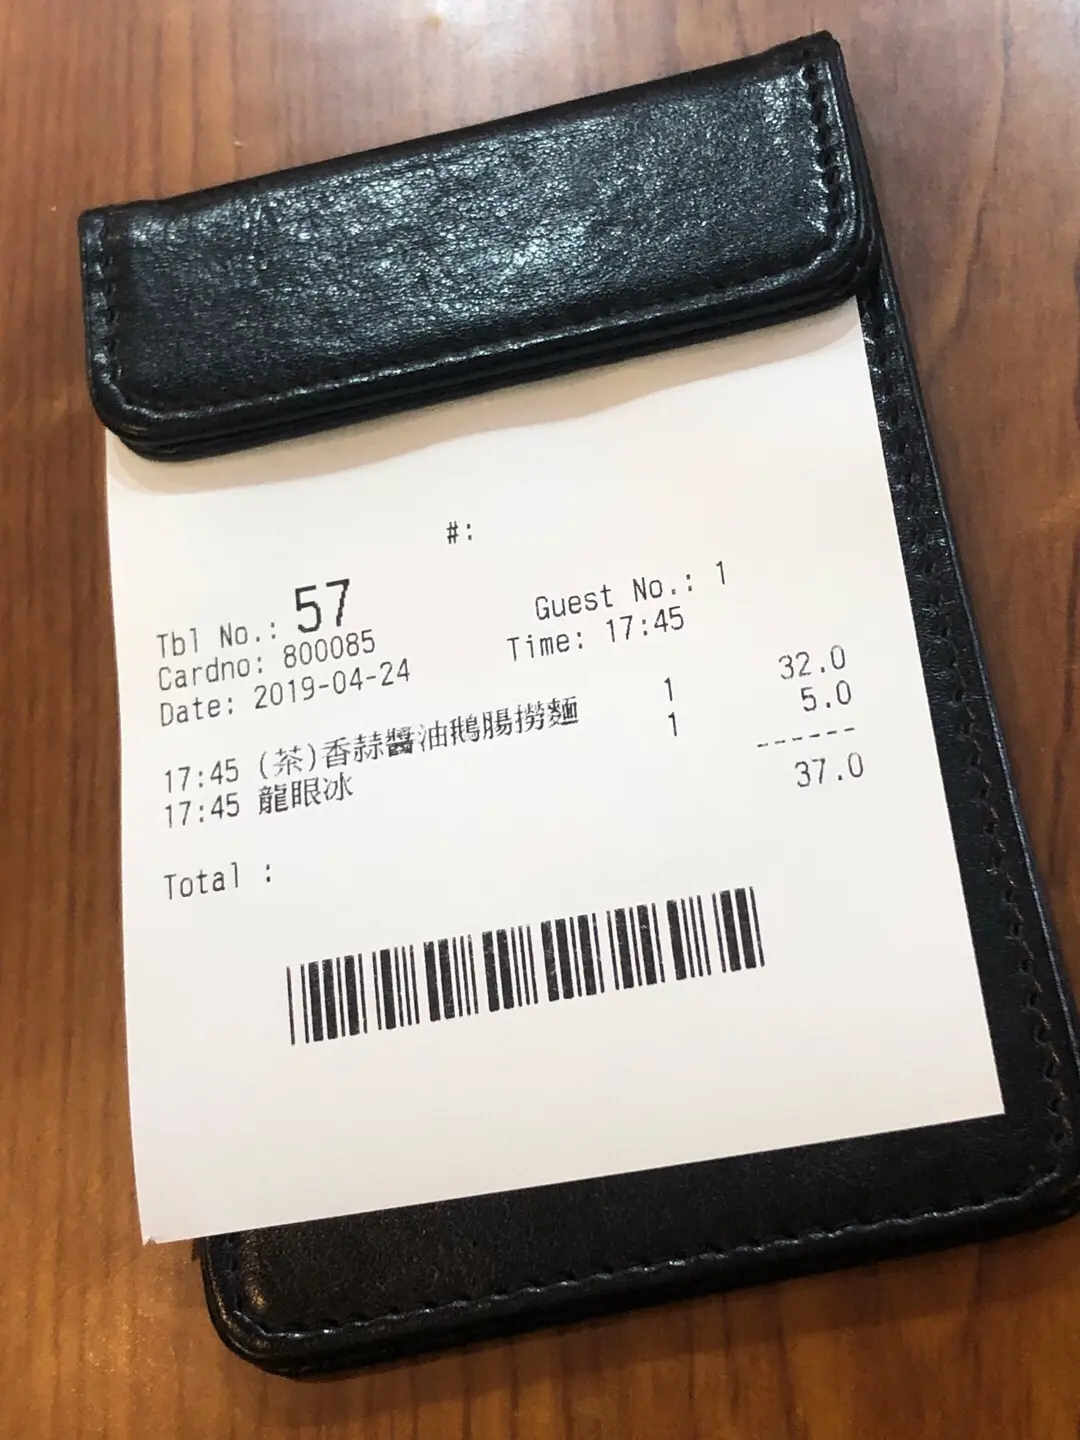 #:
Tbl No.: 57 Guest No.: 1
Cardno: 800085 Time: 17:45
Date: 2019-04-24
17:45 (茶)香蒜醬油鵝腸撈麵 1 32.0
17:45 龍眼冰 1 5.0
------
Total : 37.0